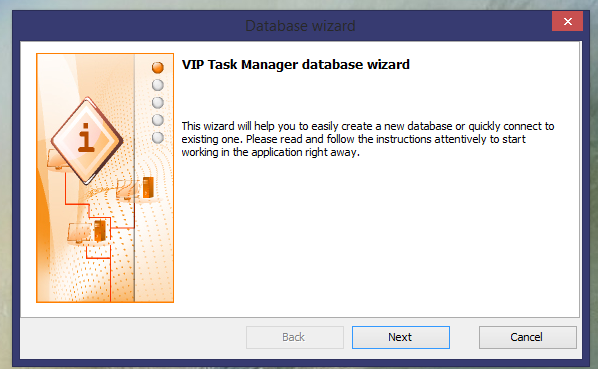 Database wizard
VIP Task Manager database wizard
This wizard will help you to easily create a new database or quickly connect to
existing one. Please read and follow the instructions attentively to start
working in the application right away.
Back
Next
Cancel